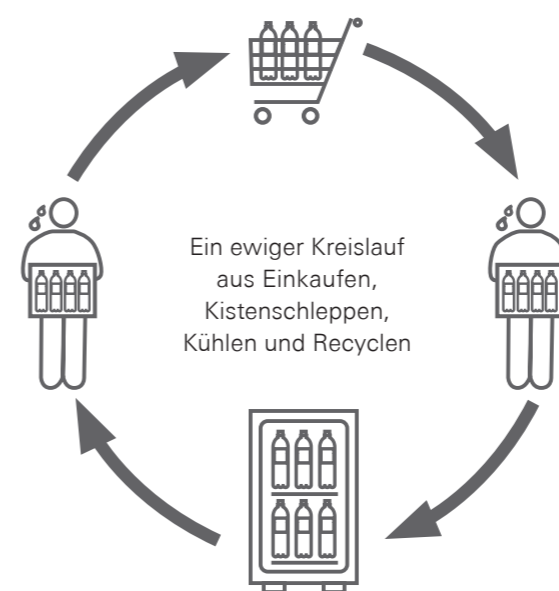 Ein ewiger Kreislauf
aus Einkaufen,
Kistenschleppen,
Kühlen und Recyclen